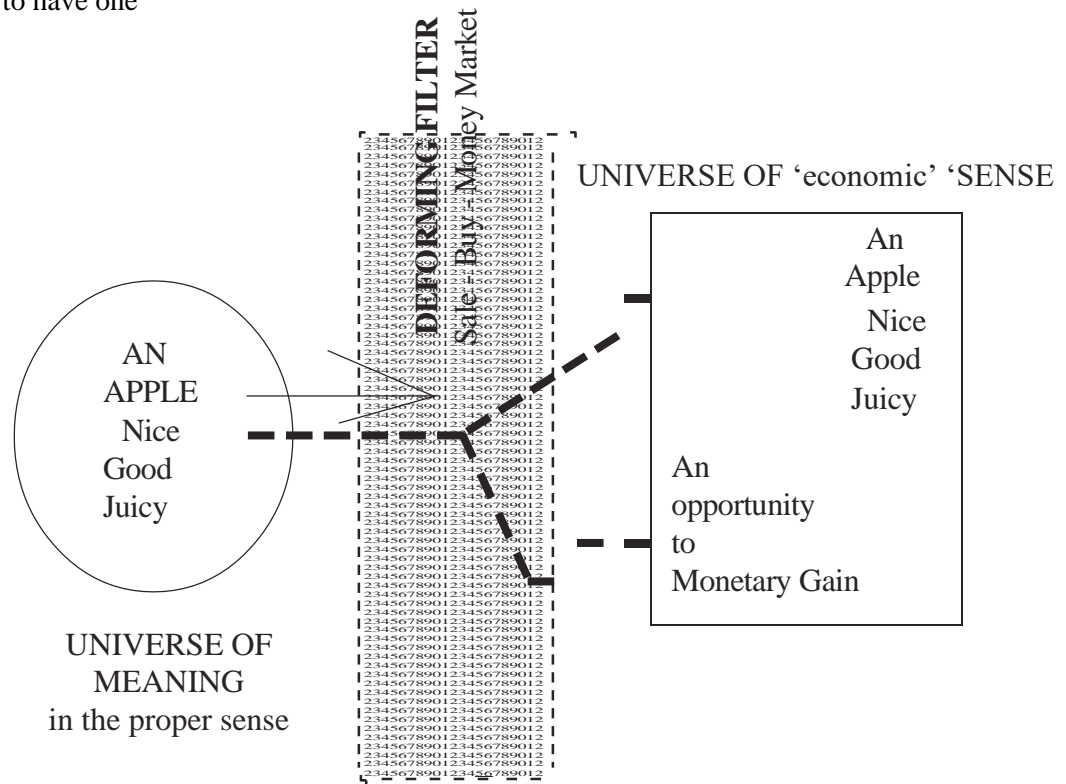 to have one
DEFORMING FILTER
Sale - Buy - Money Market
234567890123456789012
UNIVERSE OF ‘economic’ ‘SENSE
An
Apple
Nice
Good
Juicy
AN
APPLE
Nice
Good
Juicy
An
opportunity
to
Monetary Gain
UNIVERSE OF
MEANING
in the proper sense